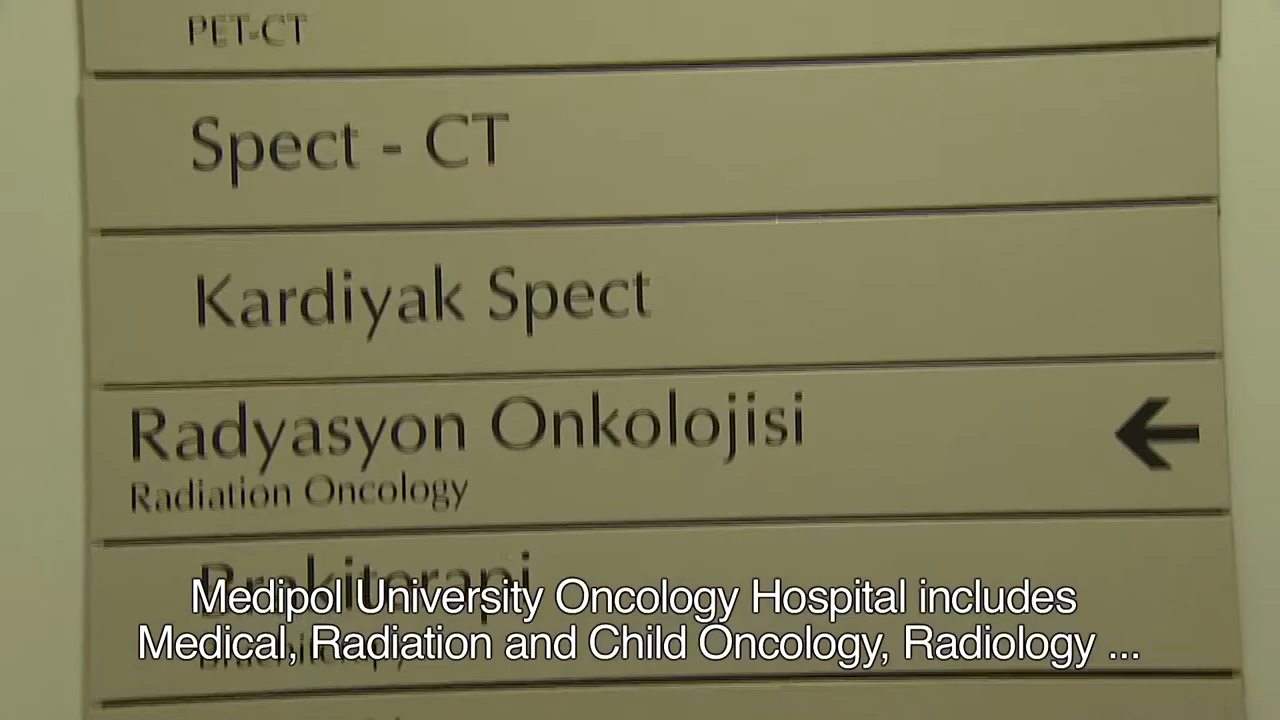 PET-CT
Spect - CT
Kardiyak Spect
Radyasyon Onkolojisi
Radiation Oncology
Brakiterapi
Medipol University Oncology Hospital includes
Medical, Radiation and Child Oncology, Radiology ...